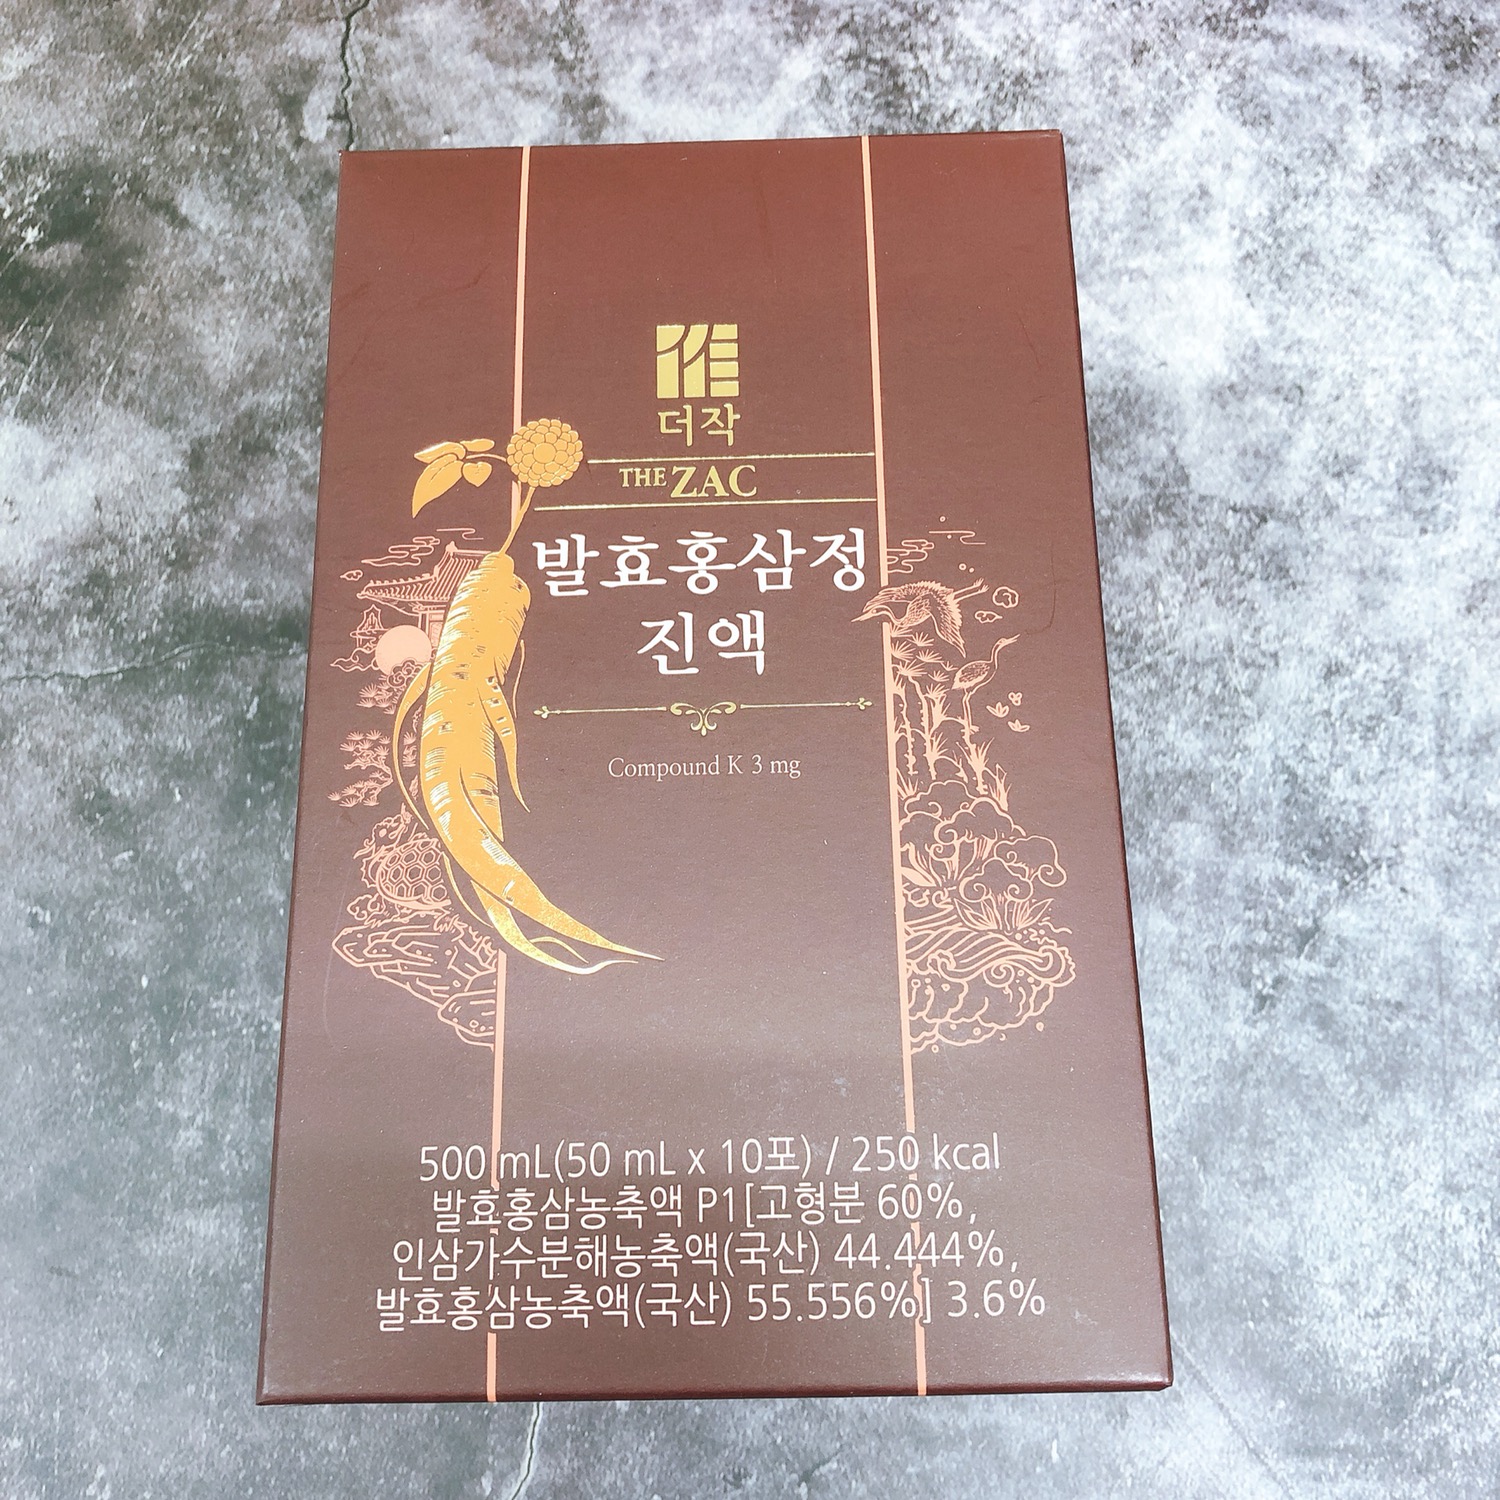 더작
THE ZAC
발효홍삼정
진액
Compound K 3 mg
500 mL(50 mL x 10포) / 250 kcal
발효홍삼농축액 P1[고형분 60%,
인삼가수분해농축액(국산) 44.444%,
발효홍삼농축액(국산) 55.556%] 3.6%